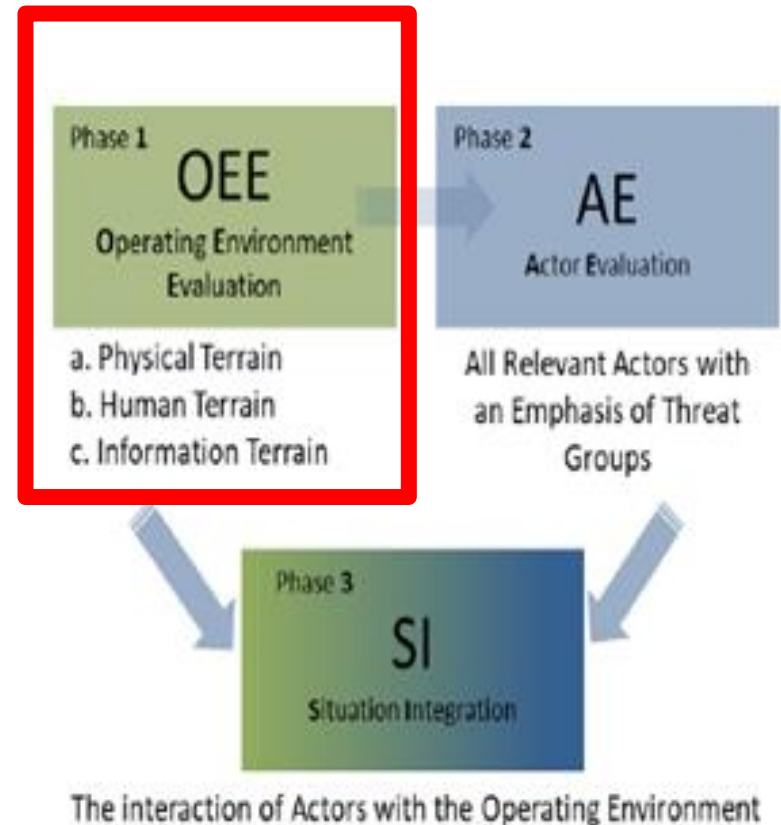 Phase 1
OEE
Operating Environment
Evaluation
a. Physical Terrain
b. Human Terrain
c. Information Terrain
Phase 2
AE
Actor Evaluation
All Relevant Actors with
an Emphasis of Threat
Groups
Phase 3
SI
Situation Integration
The interaction of Actors with the Operating Environment